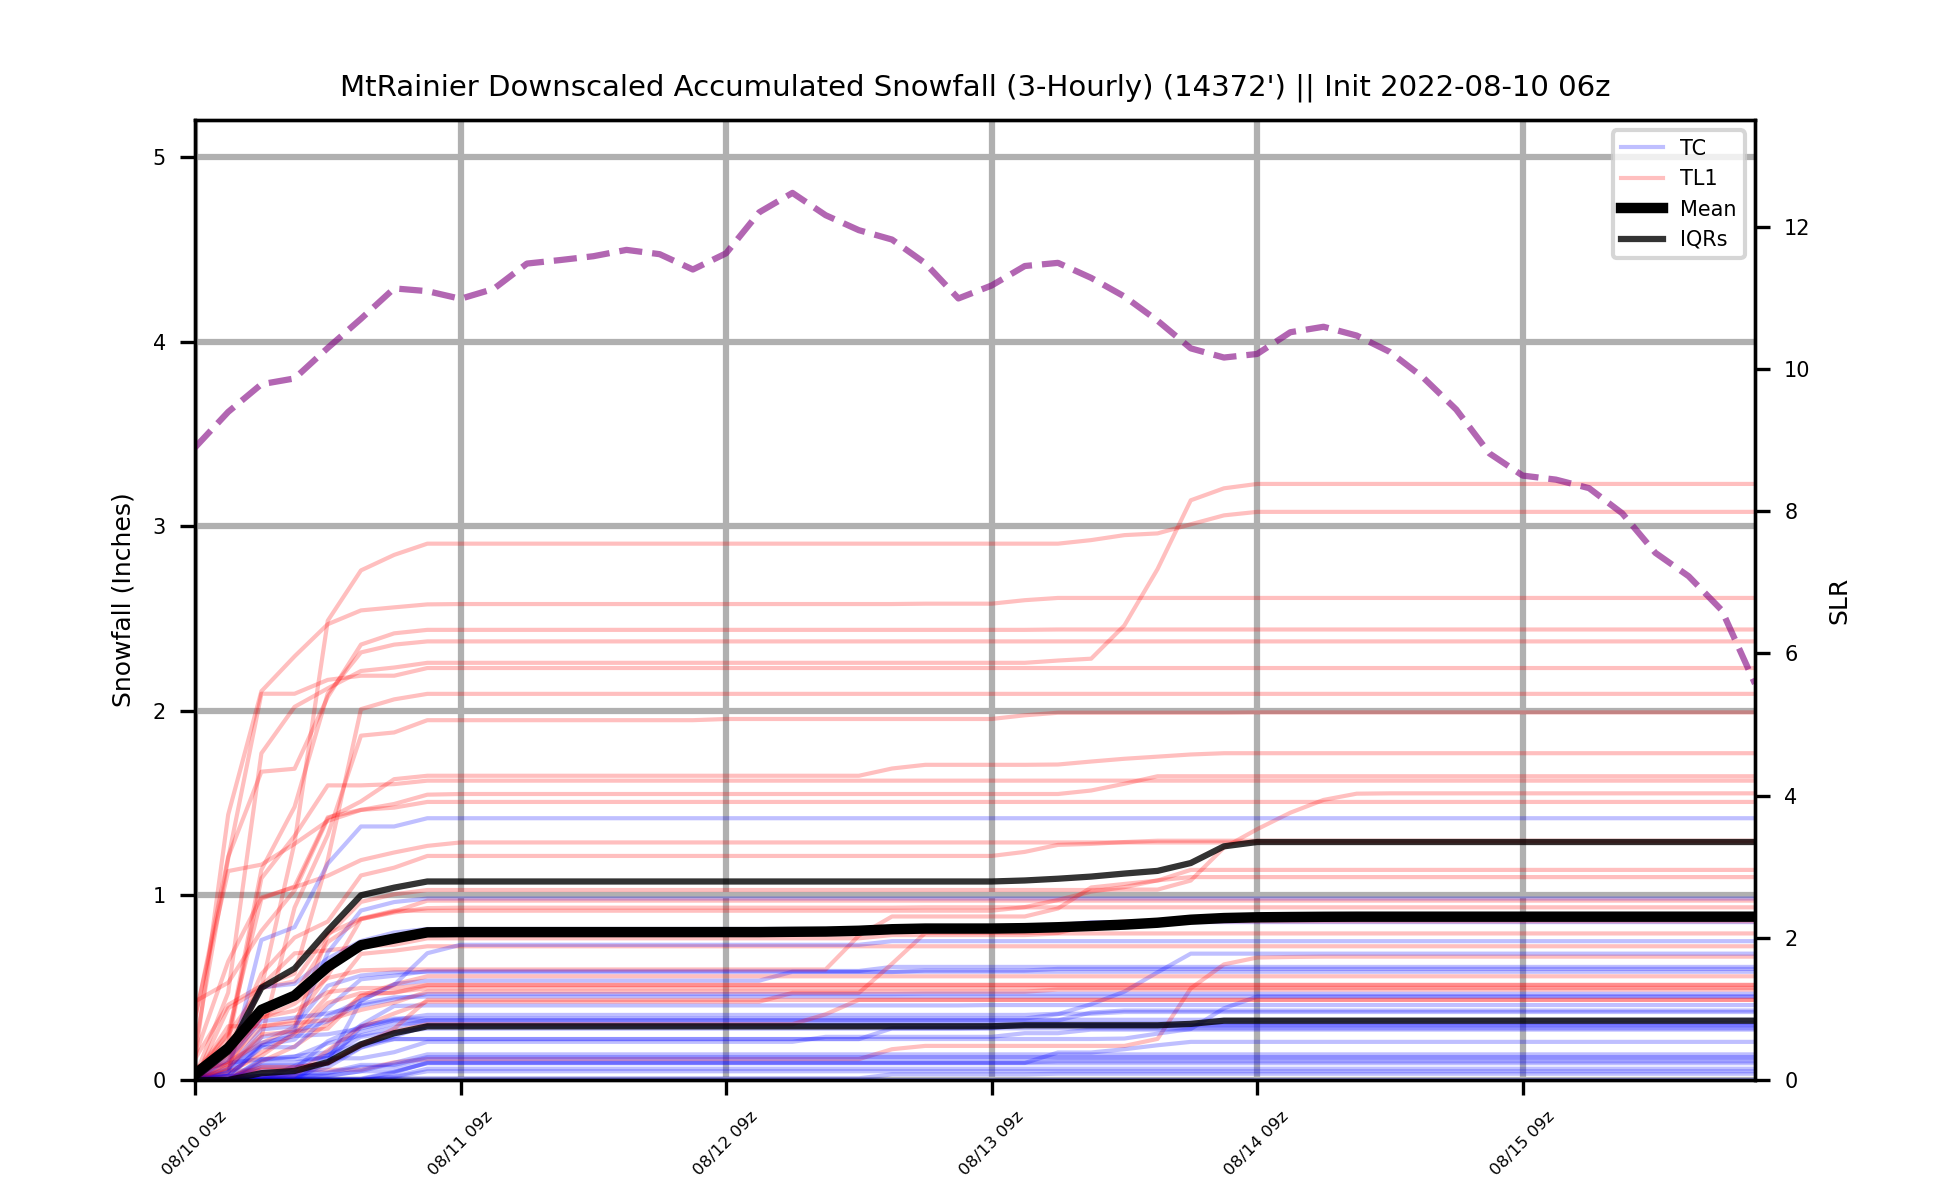 MtRainier Downscaled Accumulated Snowfall (3-Hourly) (14372') || Init 2022-08-10 06z
TC
TL1
Mean
IQRs
Snowfall (Inches)
5
4
3
2
1
0
SLR
12
10
8
6
4
2
0
08/10 09z
08/11 09z
08/12 09z
08/13 09z
08/14 09z
08/15 09z